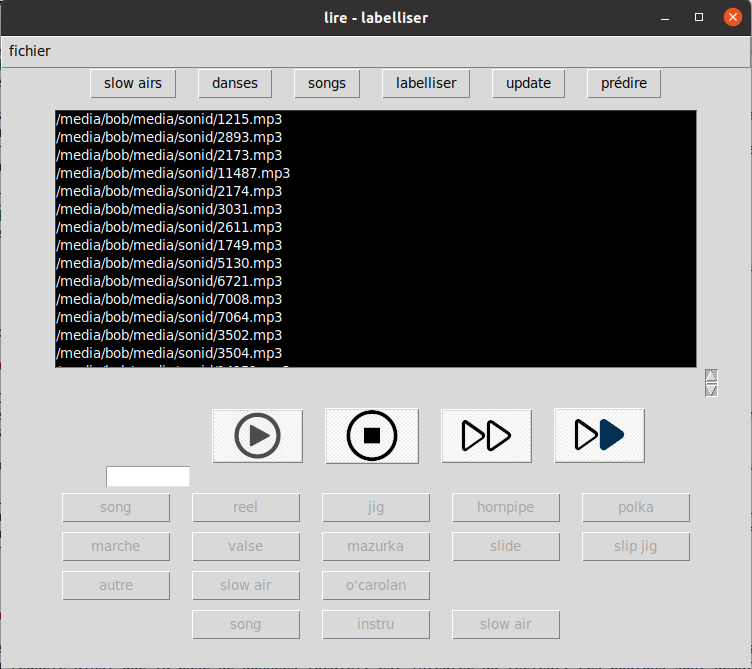 lire - labelliser
fichier
slow airs danses songs labelliser update prédire
/media/bob/media/sonid/1215.mp3
/media/bob/media/sonid/2893.mp3
/media/bob/media/sonid/2173.mp3
/media/bob/media/sonid/11487.mp3
/media/bob/media/sonid/2174.mp3
/media/bob/media/sonid/3031.mp3
/media/bob/media/sonid/2611.mp3
/media/bob/media/sonid/1749.mp3
/media/bob/media/sonid/5130.mp3
/media/bob/media/sonid/6721.mp3
/media/bob/media/sonid/7008.mp3
/media/bob/media/sonid/7064.mp3
/media/bob/media/sonid/3502.mp3
/media/bob/media/sonid/3504.mp3
song reel jig hornpipe polka
marche valse mazurka slide slip jig
autre slow air o'carolan
song instru slow air